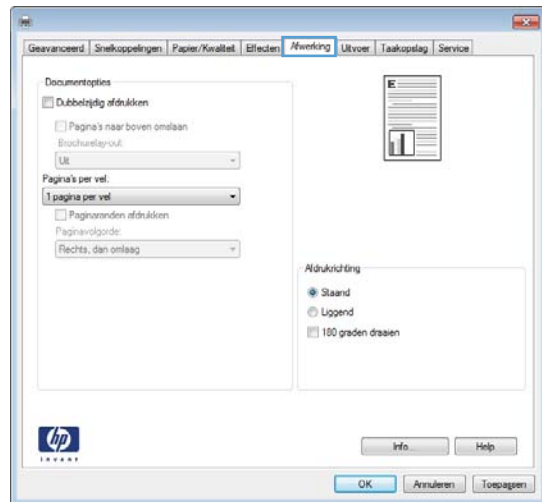 Geavanceerd Snelkoppelingen Papier/Kwaliteit Effecten Afwerking Uitvoer Taakopslag Service
Documentopties
Dubbelzijdig afdrukken
Pagina's naar boven omslaan
Brochurelay-out:
Uit
Pagina's per vel:
1 pagina per vel
Paginaranden afdrukken
Paginavolgorde:
Rechts, dan omlaag
E
Afdrukrichting
Staand
Liggend
180 graden draaien
hp
invent
Info... Help
OK Annuleren Toepassen